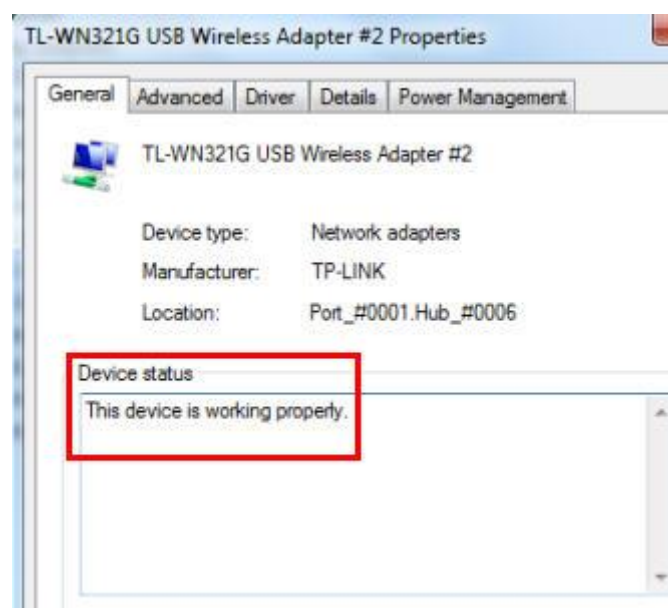 TL-WN321G USB Wireless Adapter #2 Properties
General Advanced Driver Details Power Management
TL-WN321G USB Wireless Adapter #2
Device type: Network adapters
Manufacturer: TP-LINK
Location: Port_#0001.Hub_#0006
Device status
This device is working properly.